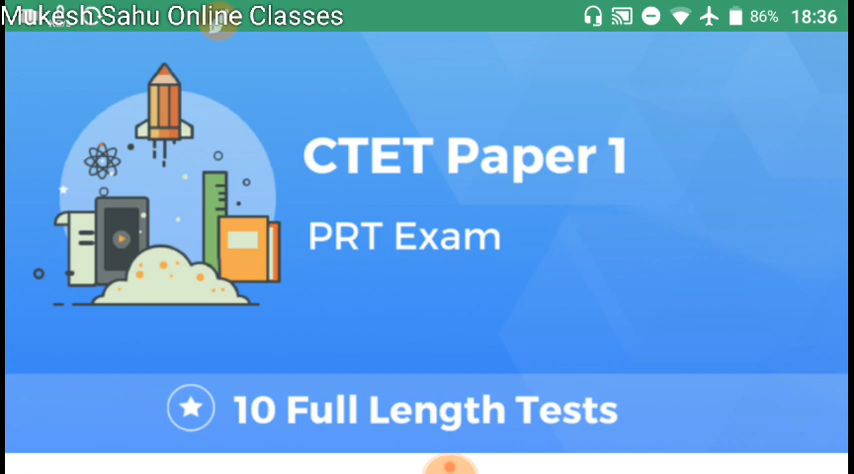 Mukesh Sahu Online Classes
86% 18:36
CTET Paper 1
PRT Exam
10 Full Length Tests